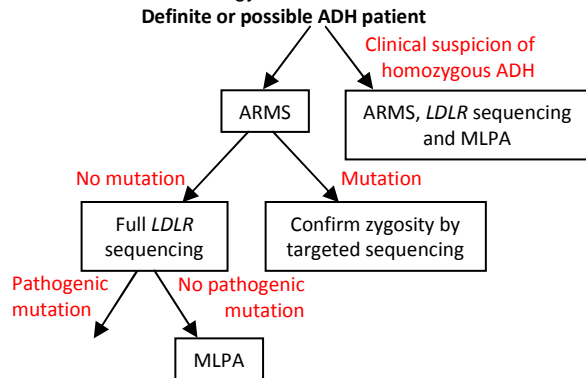 Definite or possible ADH patient
Clinical suspicion of
homozygous ADH
ARMS
ARMS, LDLR sequencing
and MLPA
No mutation
Mutation
Full LDLR
sequencing
Confirm zygosity by
targeted sequencing
Pathogenic
mutation
No pathogenic
mutation
MLPA